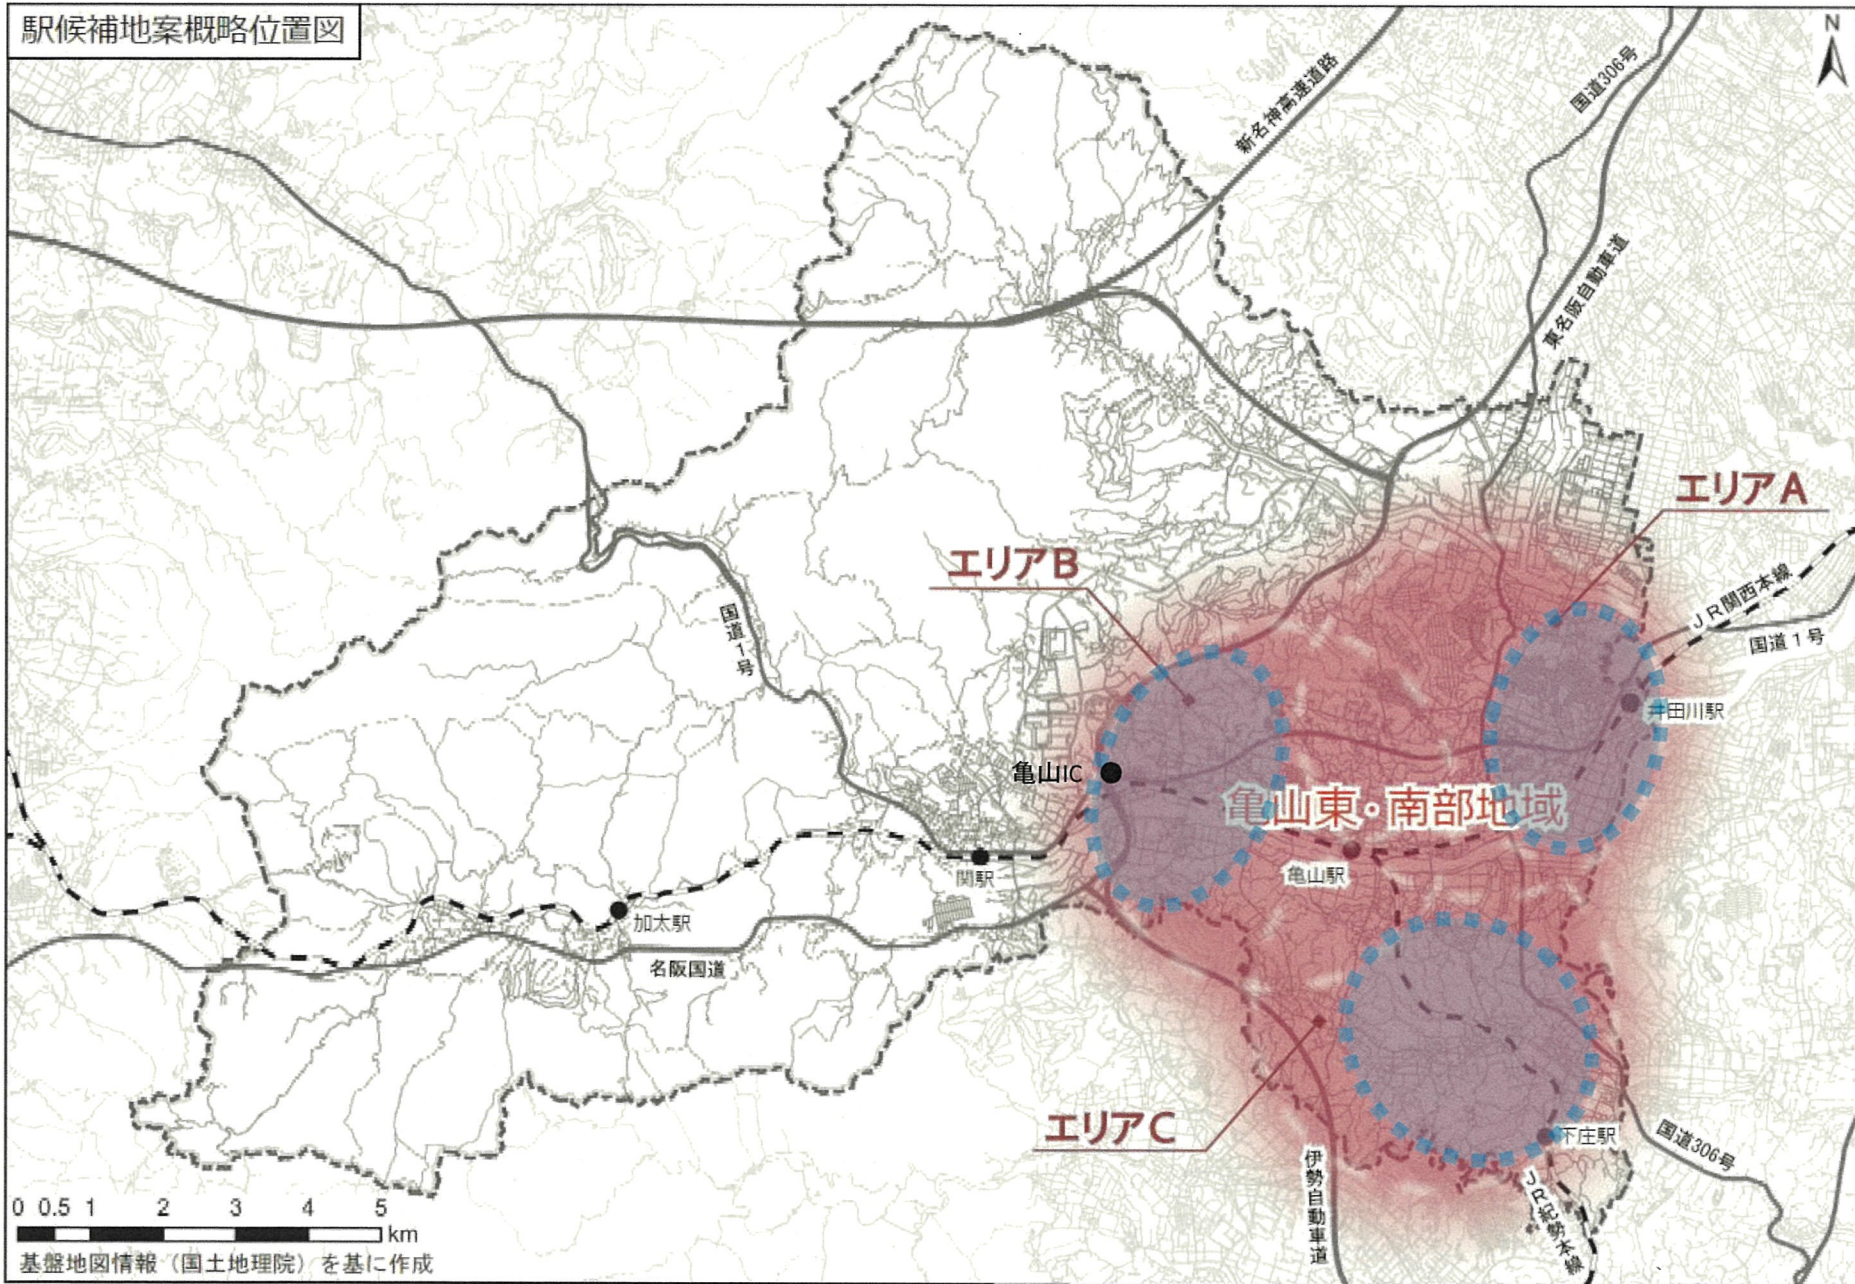 駅候補地案概略位置図
N
新名神高速道路
国道306号
東名阪自動車道
エリアA
エリアB
JR関西本線
国道1号
国道1号
井田川駅
亀山IC
亀山東・南部地域
亀山駅
関駅
加太駅
名阪国道
エリアC
下庄駅
国道306号
伊勢自動車道
JR紀勢本線
0 0.5 1 2 3 4 5
km
基盤地図情報（国土地理院）を基に作成